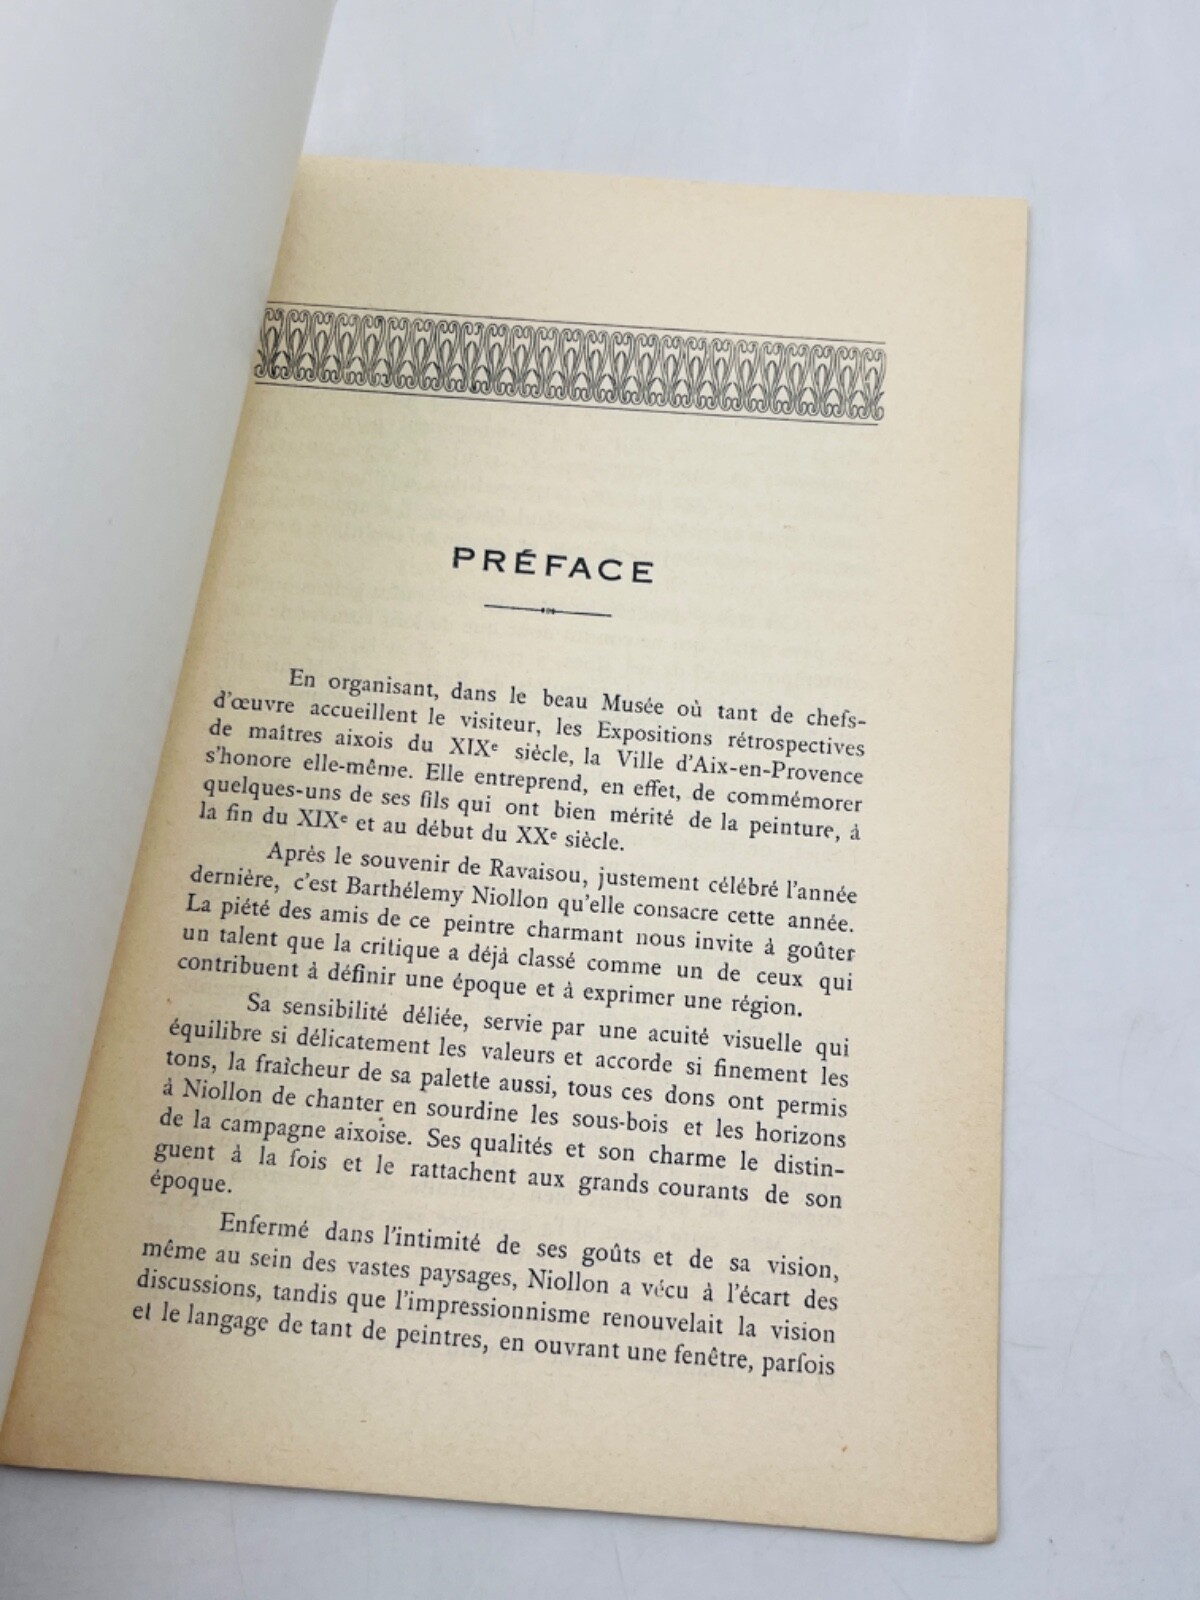 PRÉFACE
En organisant, dans le beau Musée où tant de chefs-
d'œuvre accueillent le visiteur, les Expositions rétrospectives
de maîtres aixois du XIXe siècle, la Ville d'Aix-en-Provence
s'honore elle-même. Elle entreprend, en effet, de commémorer
quelques-uns de ses fils qui ont bien mérité de la peinture, à
la fin du XIXe et au début du XXe siècle.
Après le souvenir de Ravaisou, justement célébré l'année
dernière, c'est Barthélemy Niollon qu'elle consacre cette année.
La piété des amis de ce peintre charmant nous invite à goûter
un talent que la critique a déjà classé comme un de ceux qui
contribuent à définir une époque et à exprimer une région.
Sa sensibilité déliée, servie par une acuité visuelle qui
équilibre si délicatement les valeurs et accorde si finement les
tons, la fraîcheur de sa palette aussi, tous ces dons ont permis
à Niollon de chanter en sourdine les sous-bois et les horizons
de la campagne aixoise. Ses qualités et son charme le distin-
guent à la fois et le rattachent aux grands courants de son
époque.
Enfermé dans l'intimité de ses goûts et de sa vision,
même au sein des vastes paysages, Niollon a vécu à l'écart des
discussions, tandis que l'impressionnisme renouvelait la vision
et le langage de tant de peintres, en ouvrant une fenêtre, parfois